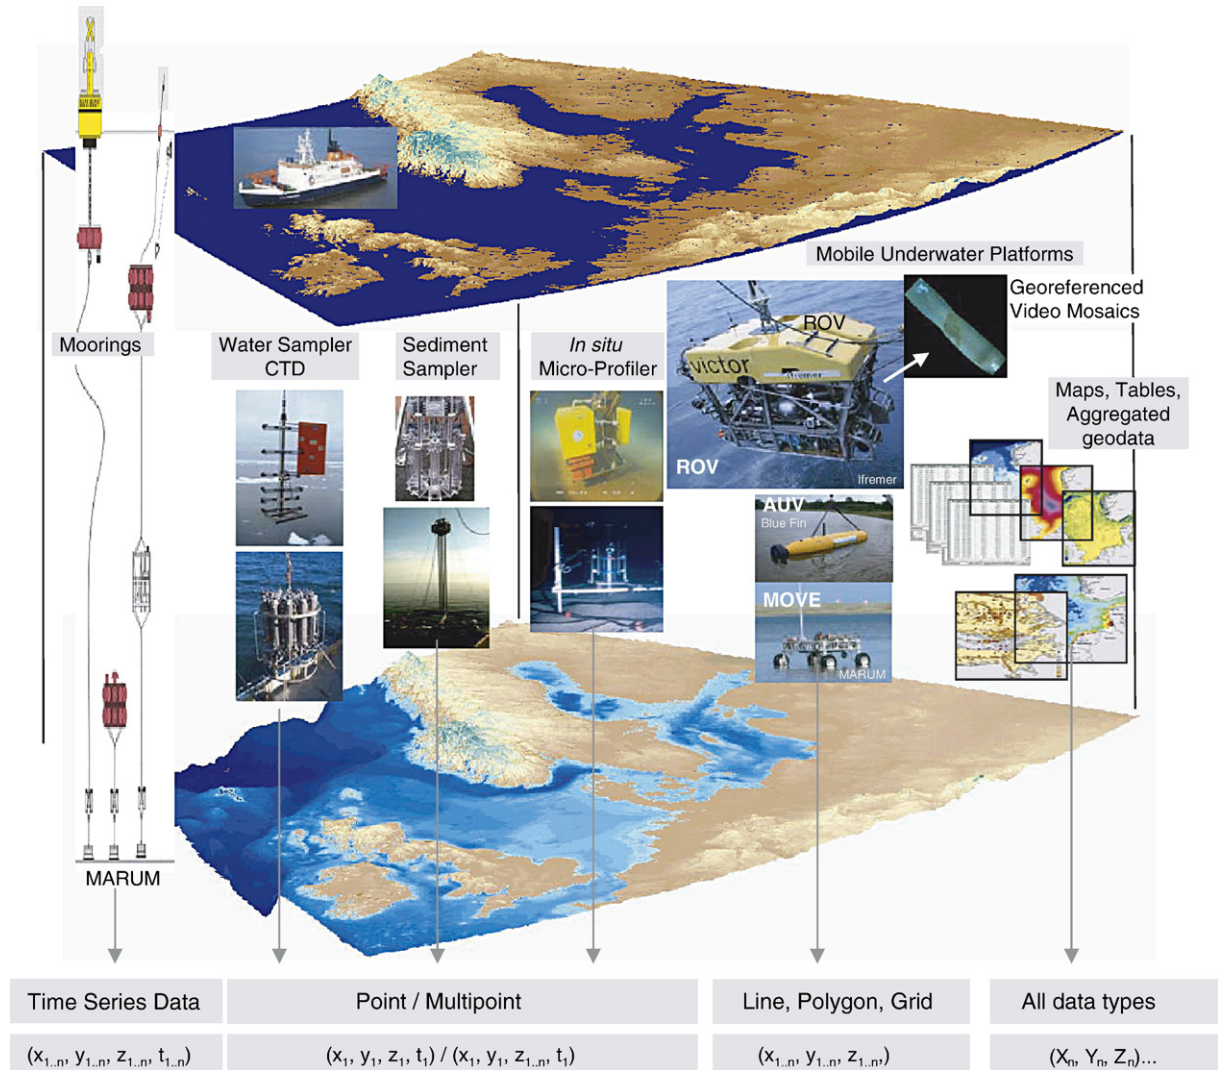 Mobile Underwater Platforms
Georeferenced
Video Mosaics
Moorings
Water Sampler
CTD
Sediment
Sampler
In situ
Micro-Profiler
ROV
victor
Ifremer
ROV
Ifremer
Maps, Tables,
Aggregated
geodata
AUV
Blue Fin
MOVE
MARUM
MARUM
Time Series Data
Point / Multipoint
Line, Polygon, Grid
All data types
(x1..n, y1..n, z1..n, t1..n)
(x1, y1, z1, t1) / (x1, y1, z1..n, t1)
(x1..n, y1..n, z1..n,)
(Xn, Yn, Zn)...